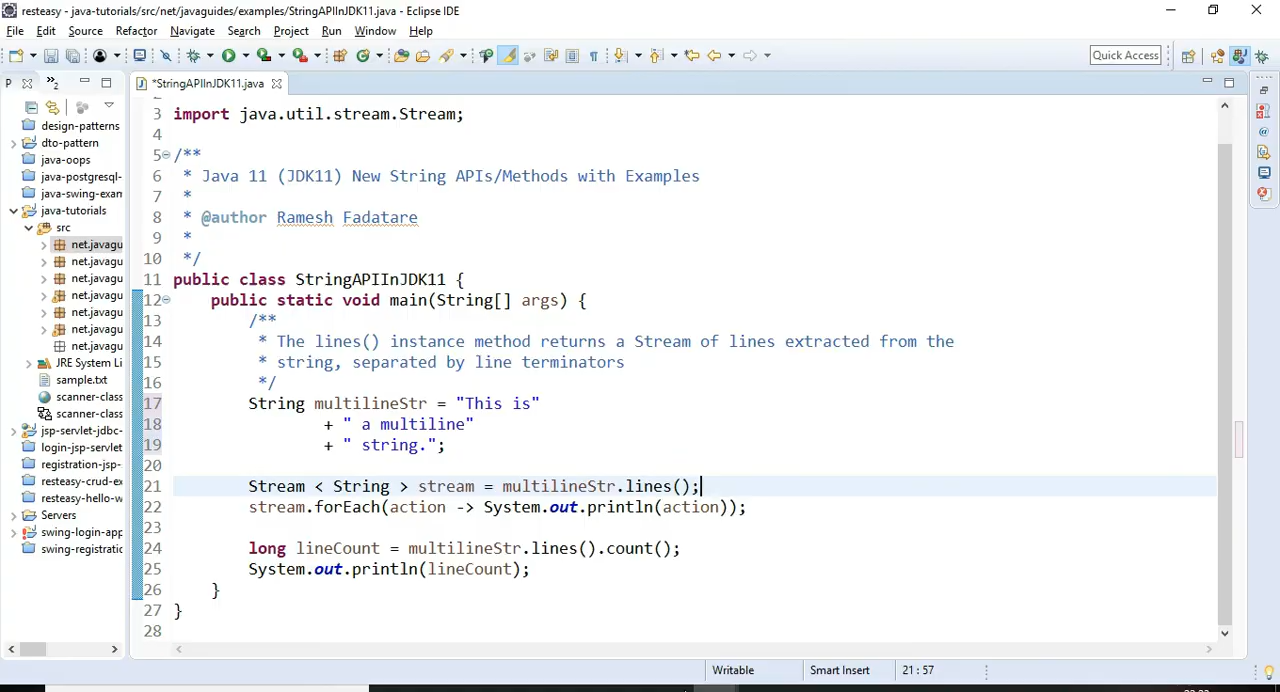 resteasy - java-tutorials/src/net/javaguides/examples/StringAPIInJDK11.java - Eclipse IDE
File Edit Source Refactor Navigate Search Project Run Window Help
Quick Access
P
2
*StringAPIInJDK11.java
design-patterns
dto-pattern
java-oops
java-postgresql-
java-swing-exam
java-tutorials
src
net.javagu
net.javagu
net.javagu
net.javagu
net.javagu
net.javagu
net.javagu
JRE System Li
sample.txt
scanner-class
scanner-class
jsp-servlet-jdbc-
login-jsp-servlet
registration-jsp-
resteasy-crud-ex
resteasy-hello-w
Servers
swing-login-app
swing-registratic
3 import java.util.stream.Stream;
4
5 /**
6 * Java 11 (JDK11) New String APIs/Methods with Examples
7 *
8 * @author Ramesh Fadatare
9 *
10 */
11 public class StringAPIInJDK11 {
12 public static void main(String[] args) {
13 /**
14 * The lines() instance method returns a Stream of lines extracted from the
15 * string, separated by line terminators
16 */
17 String multilineStr = "This is"
18 + " a multiline"
19 + " string.";
20
21 Stream < String > stream = multilineStr.lines();
22 stream.forEach(action -> System.out.println(action));
23
24 long lineCount = multilineStr.lines().count();
25 System.out.println(lineCount);
26 }
27 }
28
Writable Smart Insert 21 : 57